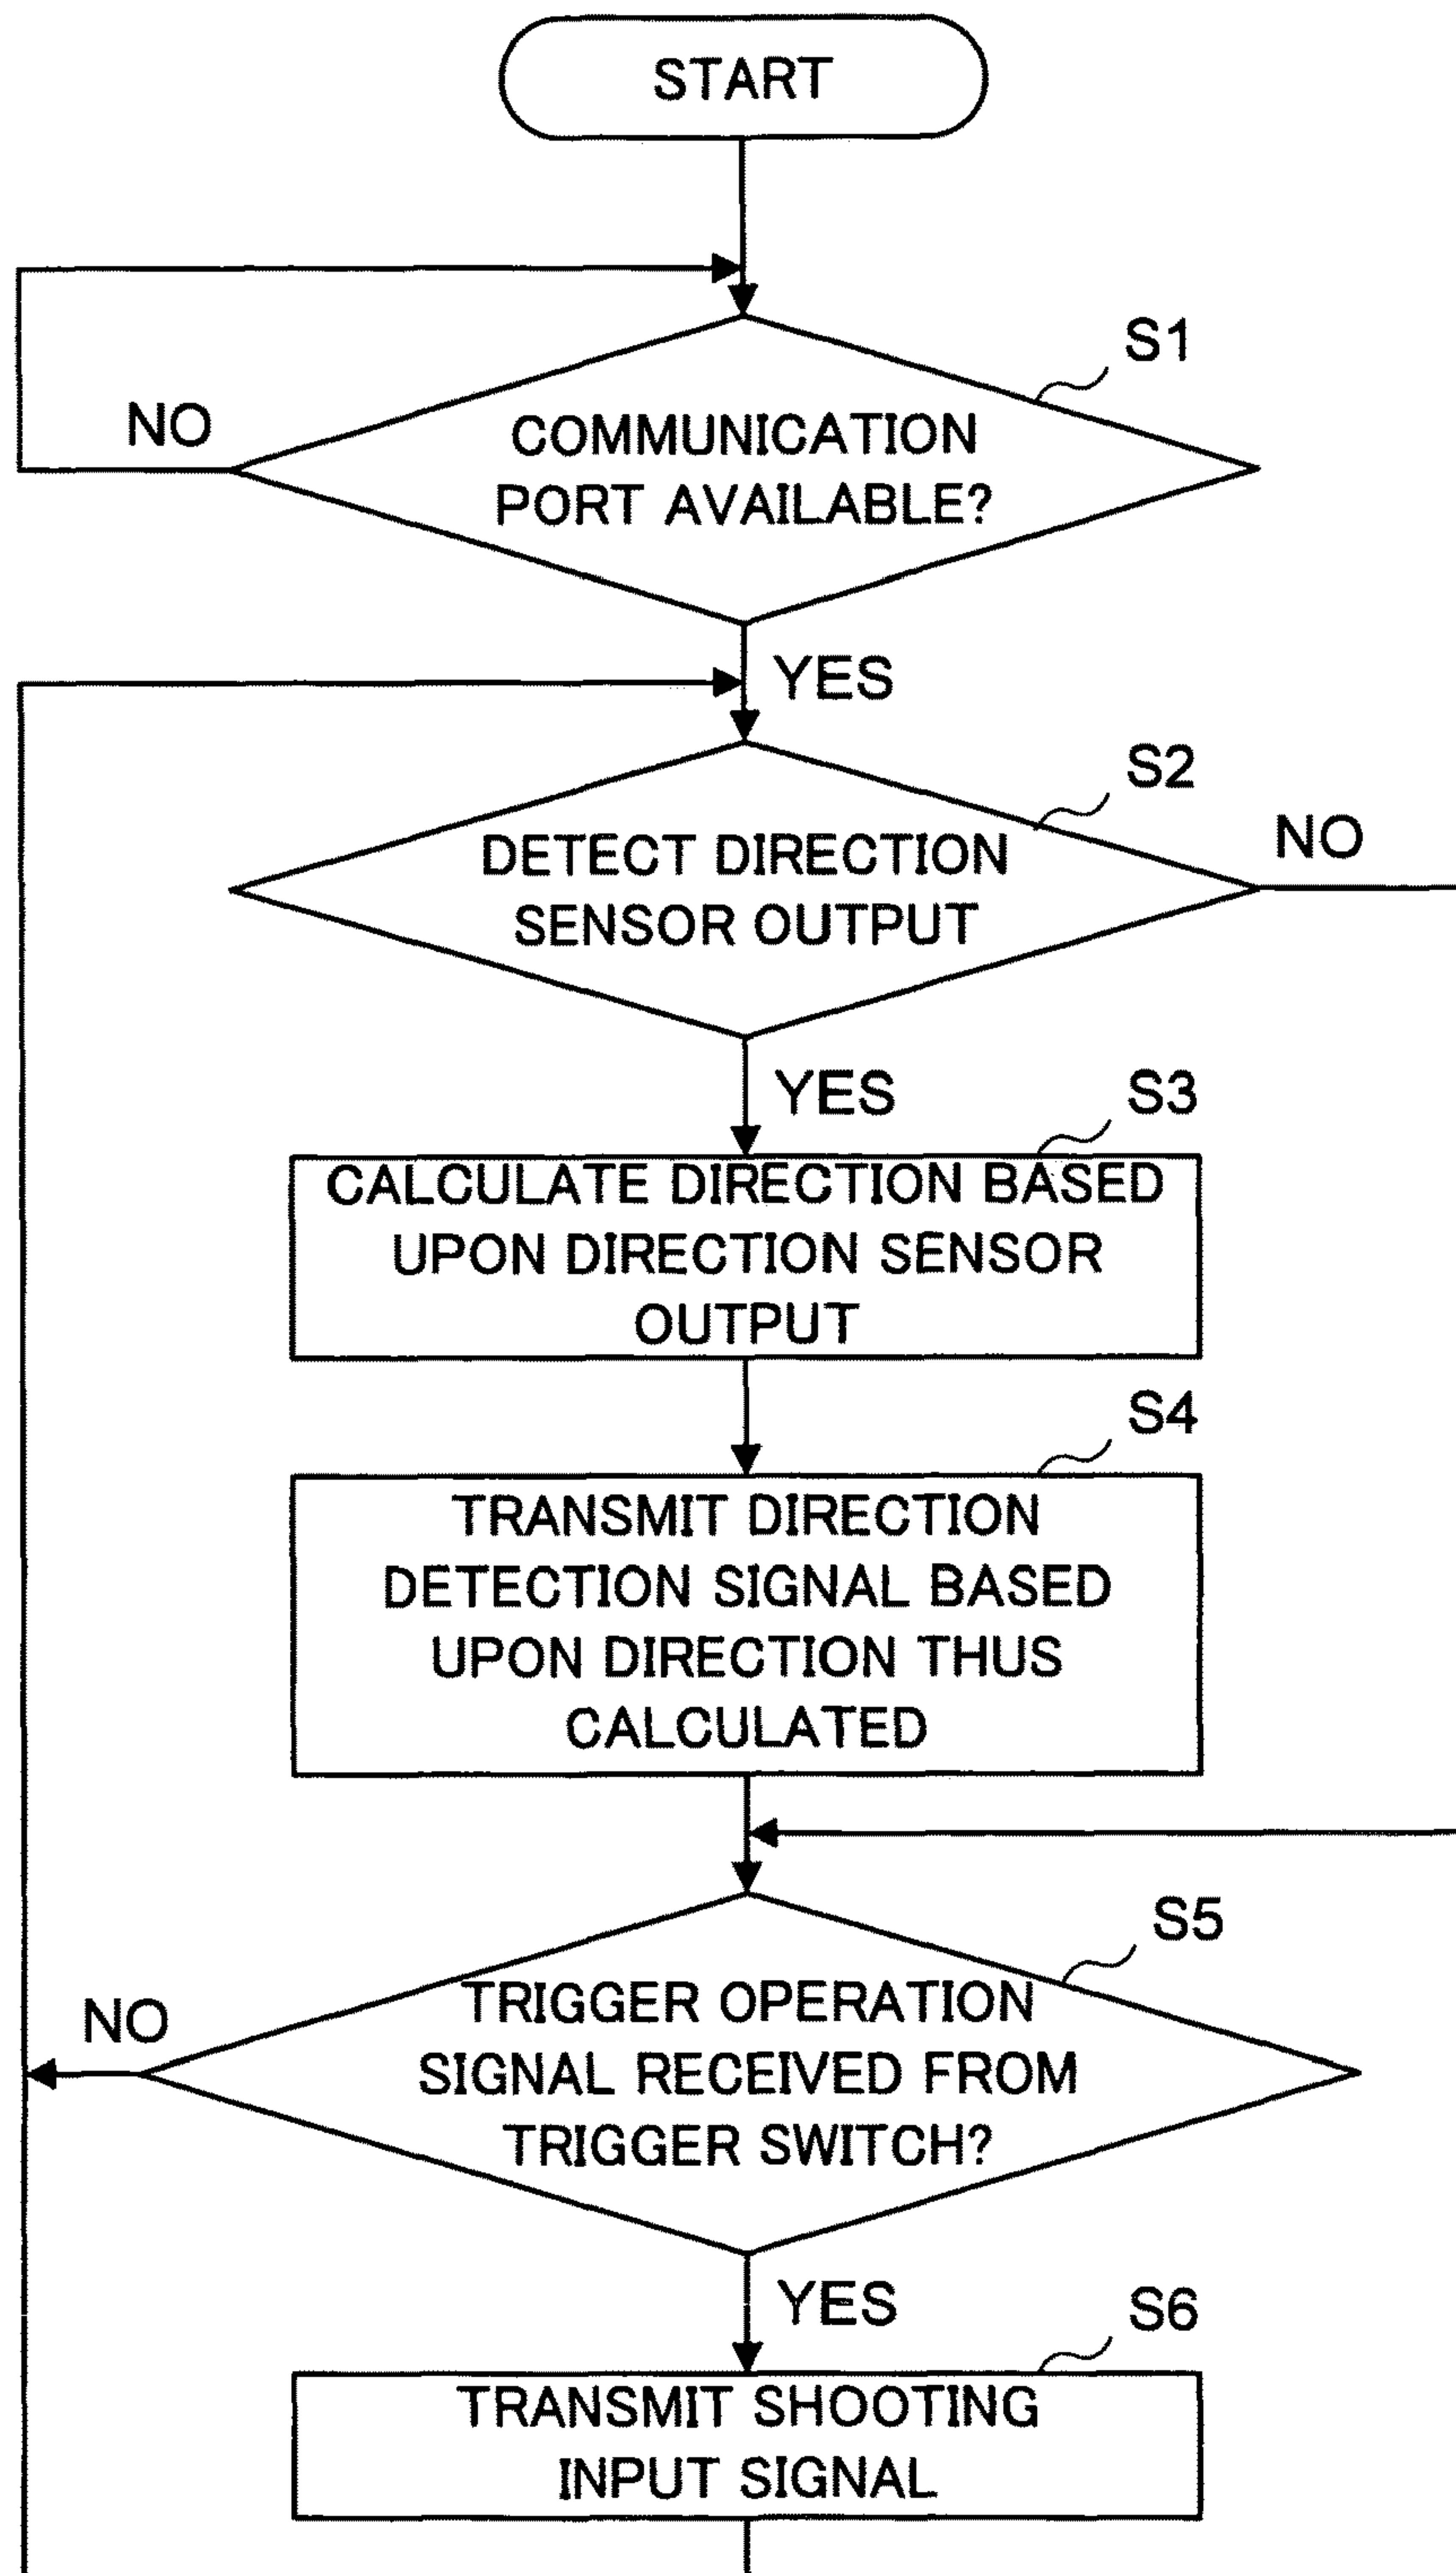 START
S1
NO
COMMUNICATION
PORT AVAILABLE?
YES
S2
NO
DETECT DIRECTION
SENSOR OUTPUT
YES
S3
CALCULATE DIRECTION BASED
UPON DIRECTION SENSOR
OUTPUT
S4
TRANSMIT DIRECTION
DETECTION SIGNAL BASED
UPON DIRECTION THUS
CALCULATED
S5
NO
TRIGGER OPERATION
SIGNAL RECEIVED FROM
TRIGGER SWITCH?
YES
S6
TRANSMIT SHOOTING
INPUT SIGNAL